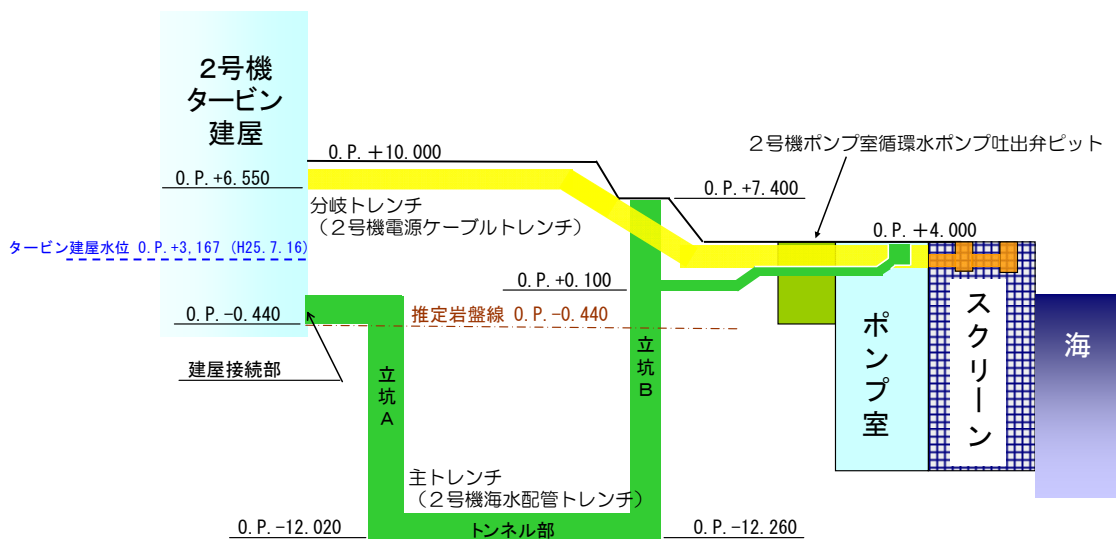 ２号機
タービン
建屋
O.P.＋10.000
２号機ポンプ室循環水ポンプ吐出弁ピット
O.P.+6.550
O.P.+7.400
分岐トレンチ
（２号機電源ケーブルトレンチ）
O.P.＋4.000
タービン建屋水位 O.P.+3,167 (H25.7.16)
O.P.+0.100
O.P.-0.440
推定岩盤線 O.P.-0.440
建屋接続部
立坑A
立坑B
ポンプ室
スクリーン
海
主トレンチ
（２号機海水配管トレンチ）
O.P.-12.020
トンネル部
O.P.-12.260